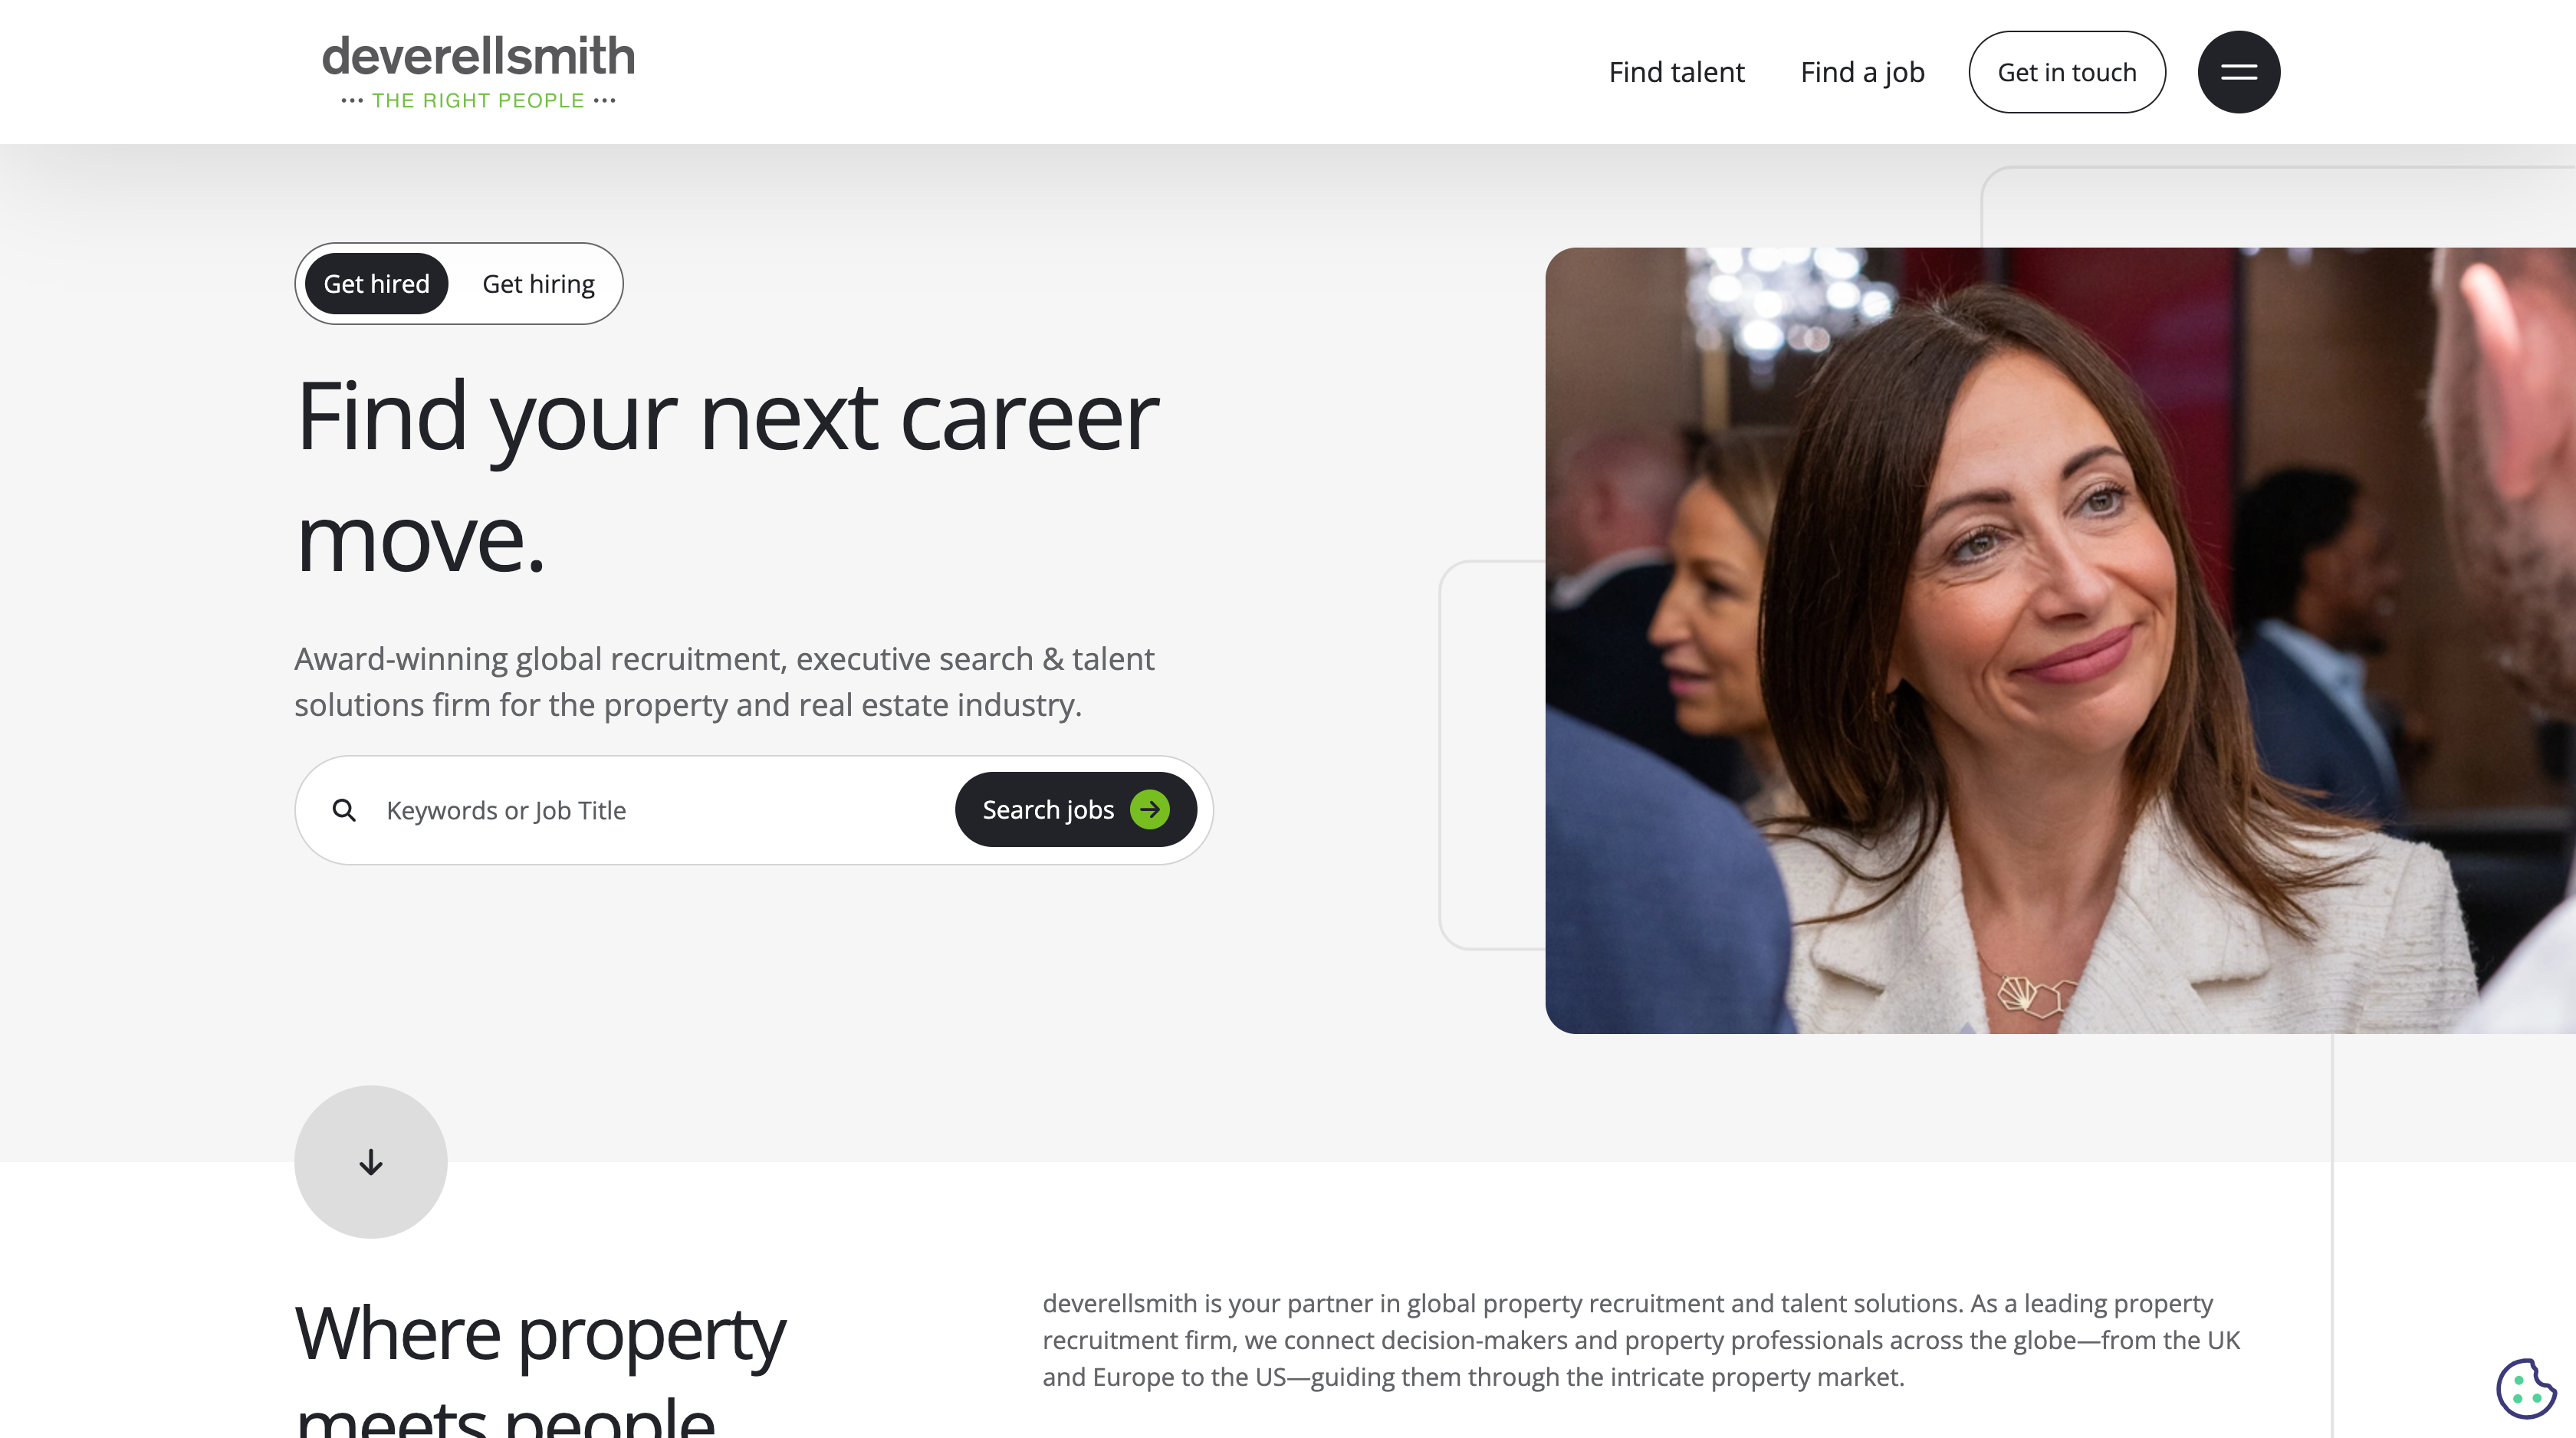 deverellsmith
••• THE RIGHT PEOPLE •••
Find talent
Find a job
Get in touch
Get hired
Get hiring
Find your next career
move.
Award-winning global recruitment, executive search & talent
solutions firm for the property and real estate industry.
Keywords or Job Title
Search jobs
Where property
meets people
deverellsmith is your partner in global property recruitment and talent solutions. As a leading property
recruitment firm, we connect decision-makers and property professionals across the globe—from the UK
and Europe to the US—guiding them through the intricate property market.